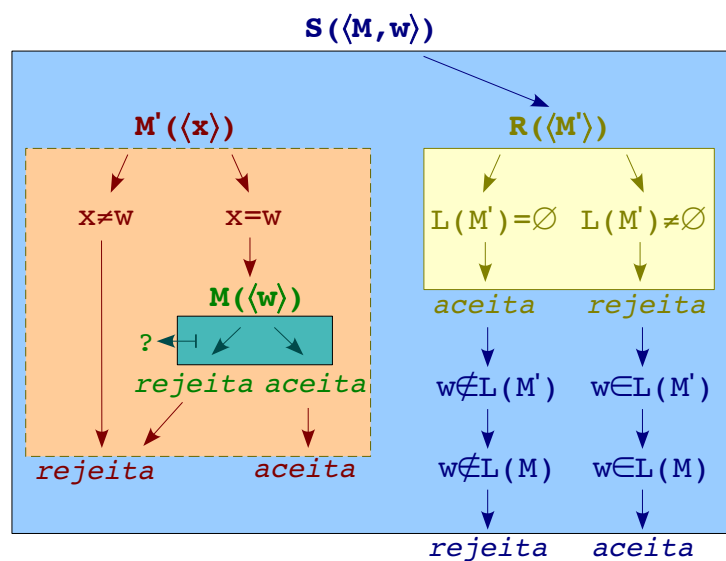 S(⟨M,w⟩)
M'(⟨x⟩) R(⟨M'⟩)
x≠w x=w L(M')=∅ L(M')≠∅
M(⟨w⟩) aceita rejeita
?
rejeita aceita w∉L(M') w∈L(M')
rejeita aceita w∉L(M) w∈L(M)
rejeita aceita